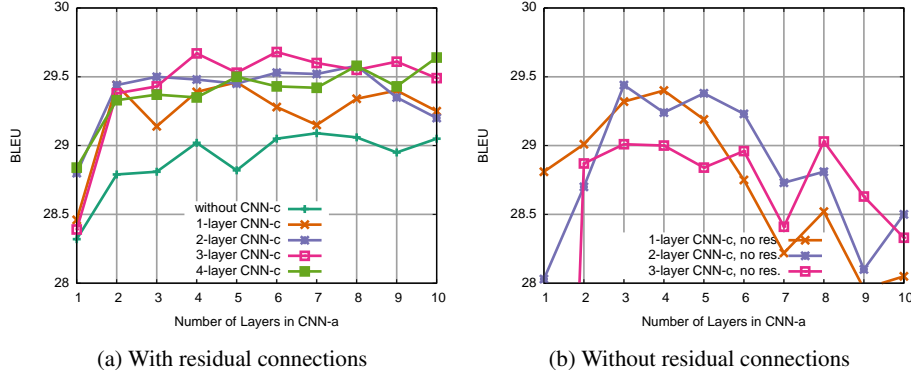 30
29.5
29
28.5
28
BLEU
without CNN-c
1-layer CNN-c
2-layer CNN-c
3-layer CNN-c
4-layer CNN-c
1 2 3 4 5 6 7 8 9 10
Number of Layers in CNN-a
(a) With residual connections
30
29.5
29
28.5
28
BLEU
1-layer CNN-c, no res.
2-layer CNN-c, no res.
3-layer CNN-c, no res.
1 2 3 4 5 6 7 8 9 10
Number of Layers in CNN-a
(b) Without residual connections